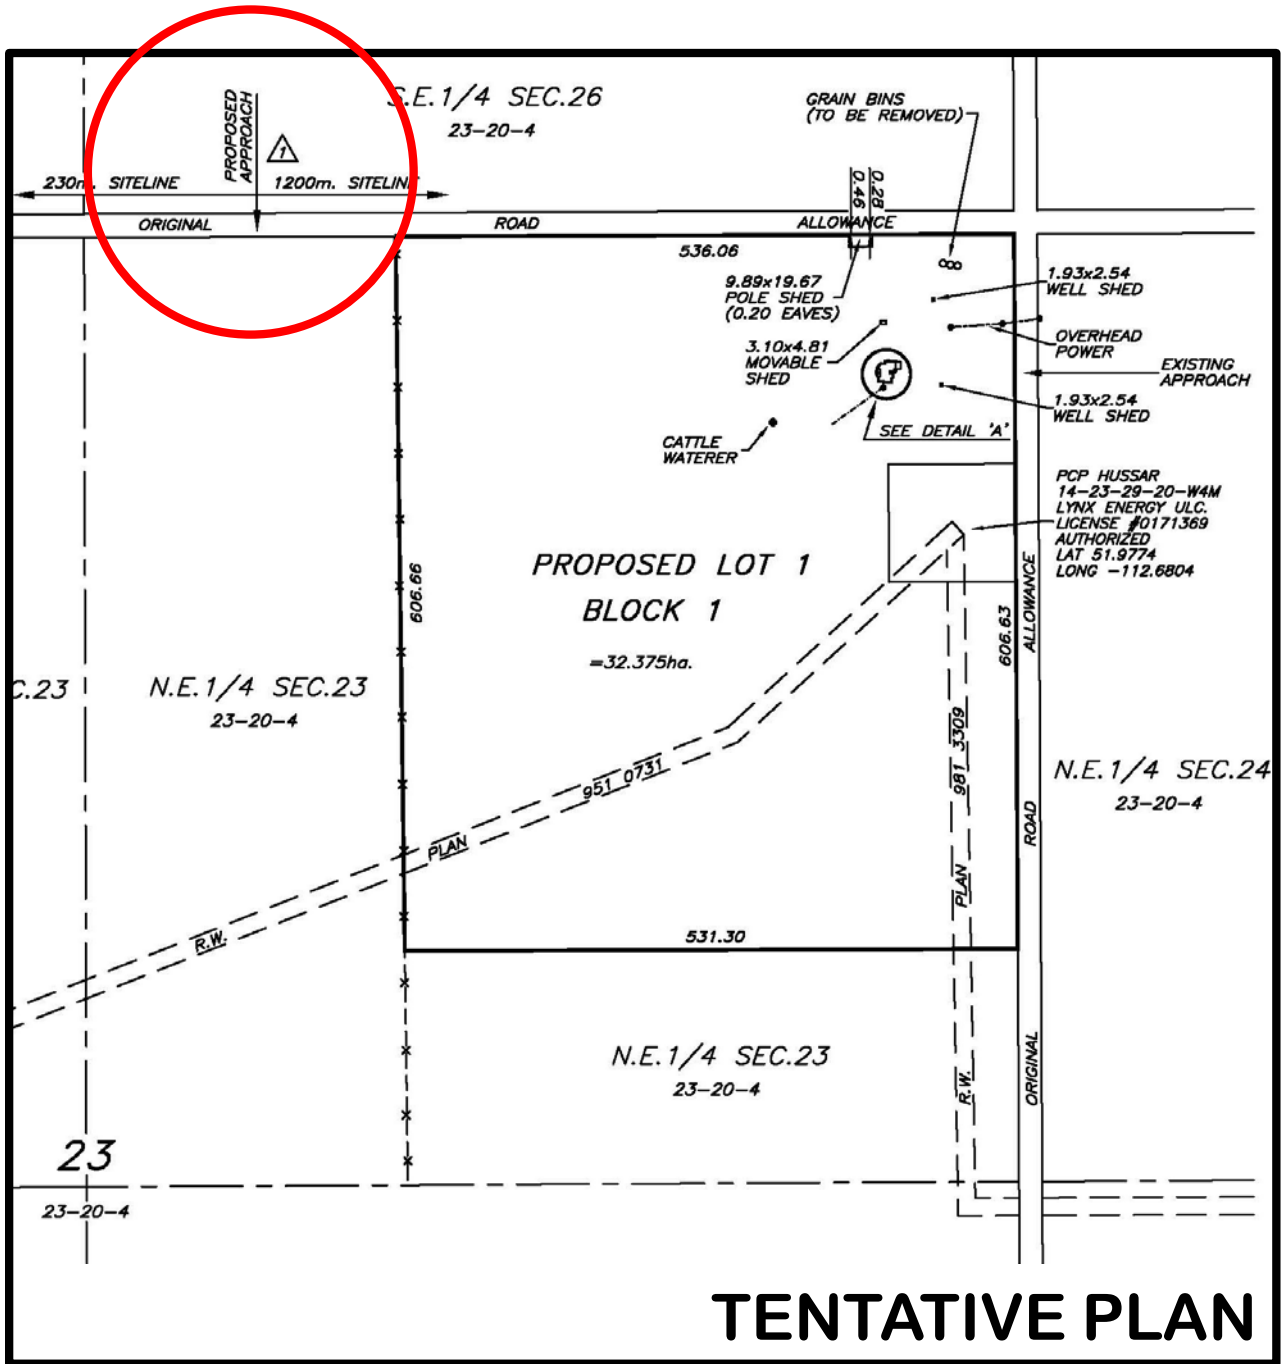 S.E.1/4 SEC.26
23-20-4
PROPOSED
APPROACH
1
230m. SITELINE
1200m. SITELINE
GRAIN BINS
(TO BE REMOVED)
0.46
0.28
ORIGINAL ROAD ALLOWANCE
536.06
9.89x19.67
POLE SHED
(0.20 EAVES)
1.93x2.54
WELL SHED
3.10x4.81
MOVABLE
SHED
OVERHEAD
POWER
EXISTING
APPROACH
1.93x2.54
WELL SHED
SEE DETAIL 'A'
CATTLE
WATERER
PCP HUSSAR
14-23-29-20-W4M
LYNX ENERGY ULC.
LICENSE #0171369
AUTHORIZED
LAT 51.9774
LONG -112.6804
PROPOSED LOT 1
BLOCK 1
=32.375ha.
606.66
606.63
ORIGINAL ROAD ALLOWANCE
C.23
N.E.1/4 SEC.23
23-20-4
N.E.1/4 SEC.24
23-20-4
R.W. PLAN 951 0731
R.W. PLAN 981 3309
531.30
N.E.1/4 SEC.23
23-20-4
23
23-20-4
TENTATIVE PLAN